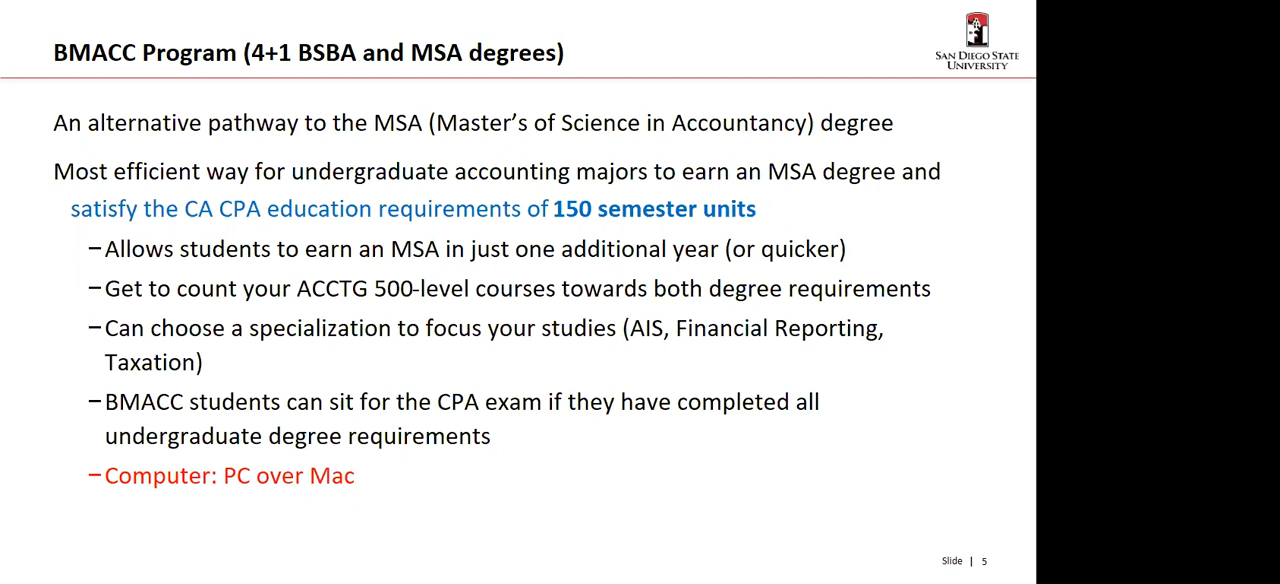 BMACC Program (4+1 BSBA and MSA degrees)
SAN DIEGO STATE
UNIVERSITY
An alternative pathway to the MSA (Master's of Science in Accountancy) degree
Most efficient way for undergraduate accounting majors to earn an MSA degree and
satisfy the CA CPA education requirements of 150 semester units
–Allows students to earn an MSA in just one additional year (or quicker)
–Get to count your ACCTG 500-level courses towards both degree requirements
–Can choose a specialization to focus your studies (AIS, Financial Reporting,
Taxation)
–BMACC students can sit for the CPA exam if they have completed all
undergraduate degree requirements
–Computer: PC over Mac
Slide | 5